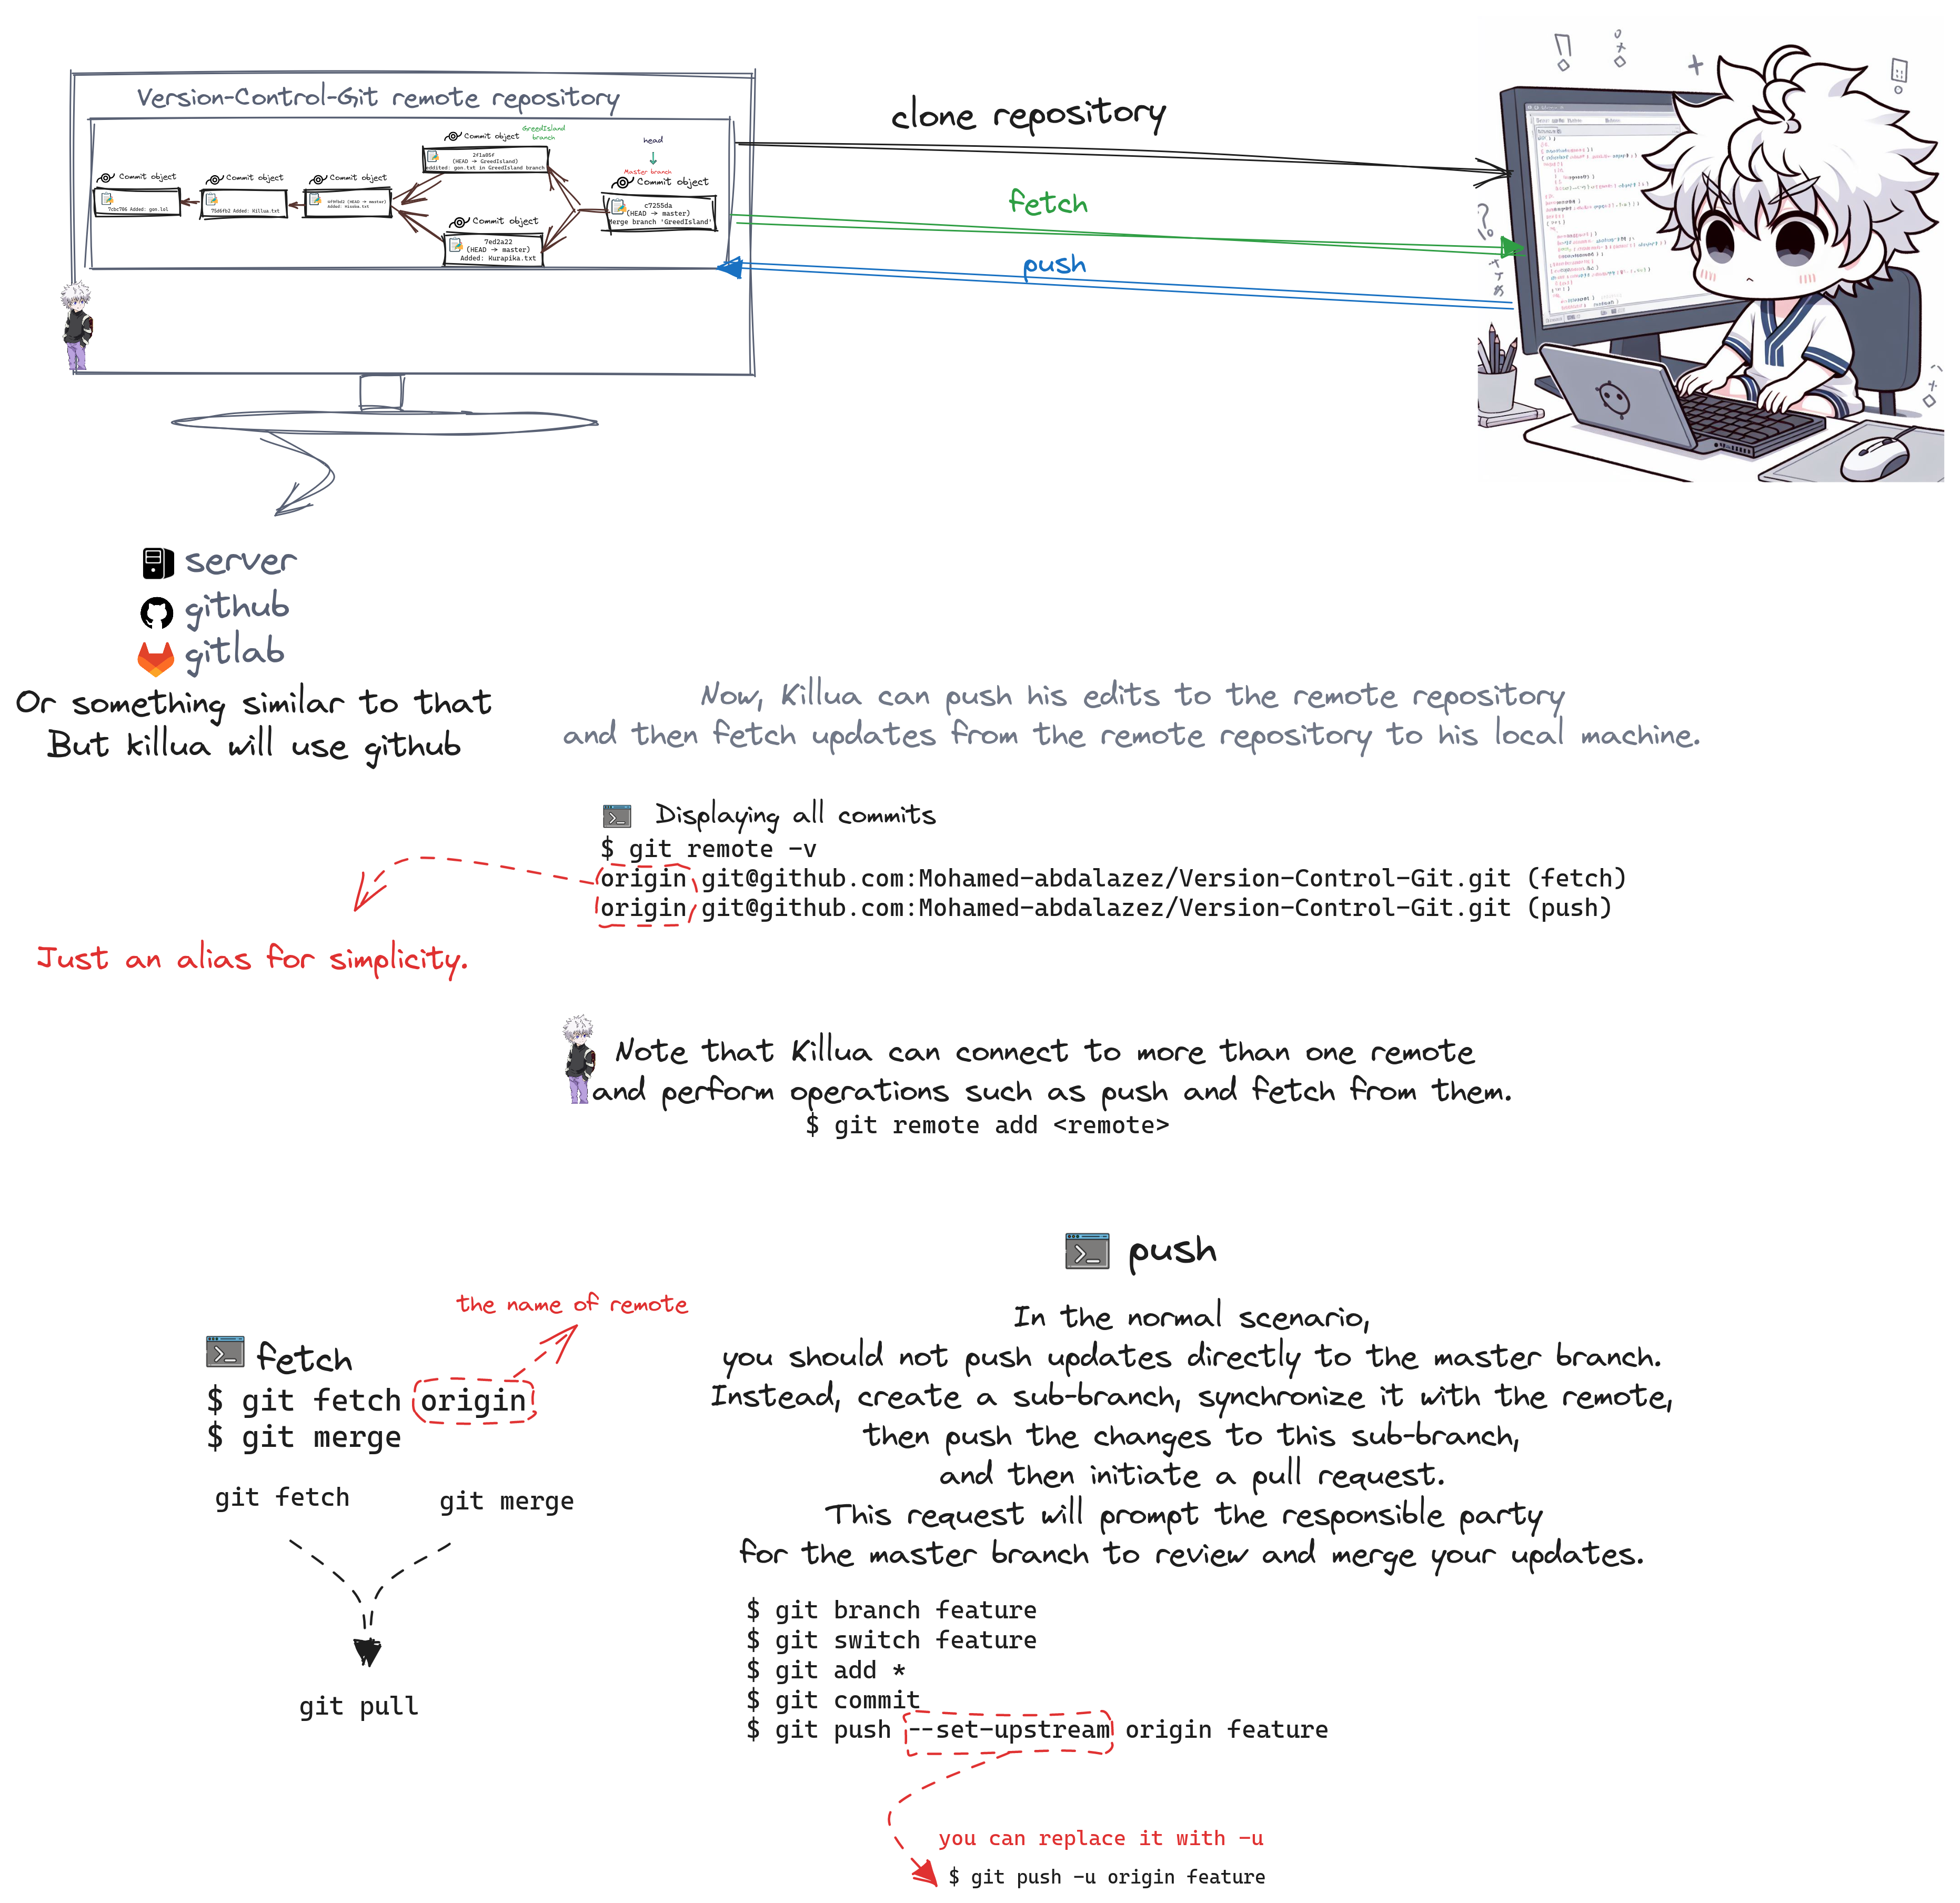 Version-Control-Git remote repository
Commit object
7cbc706 Added: gon.lol
Commit object
75d6fb2 Added: Killua.txt
Commit object
(HEAD → master)
Added: Hisoka.txt
Commit object
GreedIsland
branch
2f1a05f
(HEAD → GreedIsland)
Edited: gon.txt in GreedIsland branch
Commit object
7ed2a22
(HEAD → master)
Added: Kurapika.txt
head
Master branch
Commit object
c7255da
(HEAD → master)
Merge branch 'GreedIsland'
clone repository
fetch
push
server
github
gitlab
Or something similar to that
But killua will use github
Now, Killua can push his edits to the remote repository
and then fetch updates from the remote repository to his local machine.
Displaying all commits
$ git remote -v
origin git@github.com:Mohamed-abdalazez/Version-Control-Git.git (fetch)
origin git@github.com:Mohamed-abdalazez/Version-Control-Git.git (push)
Just an alias for simplicity.
Note that Killua can connect to more than one remote
and perform operations such as push and fetch from them.
$ git remote add <remote>
the name of remote
fetch
$ git fetch origin
$ git merge
git fetch
git merge
git pull
push
In the normal scenario,
you should not push updates directly to the master branch.
Instead, create a sub-branch, synchronize it with the remote,
then push the changes to this sub-branch,
and then initiate a pull request.
This request will prompt the responsible party
for the master branch to review and merge your updates.
$ git branch feature
$ git switch feature
$ git add *
$ git commit
$ git push --set-upstream origin feature
you can replace it with -u
$ git push -u origin feature